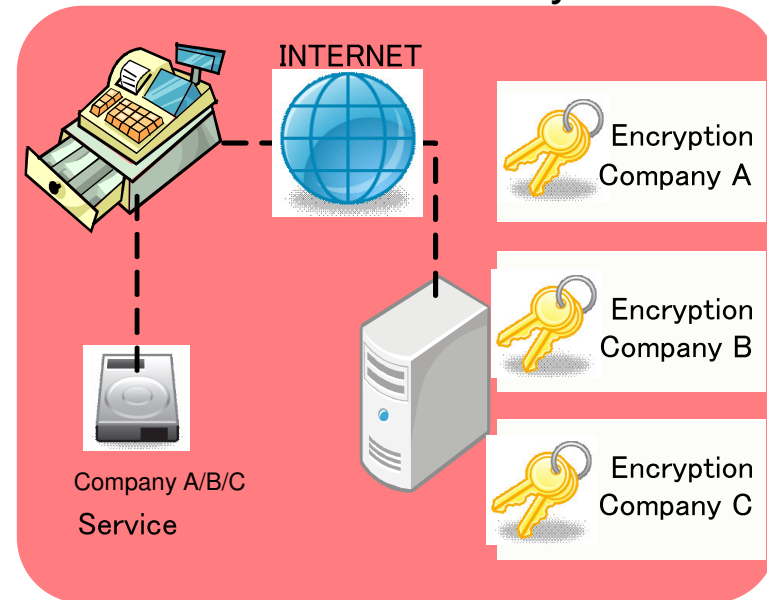 INTERNET
Encryption
Company A
Encryption
Company B
Encryption
Company C
Company A/B/C
Service